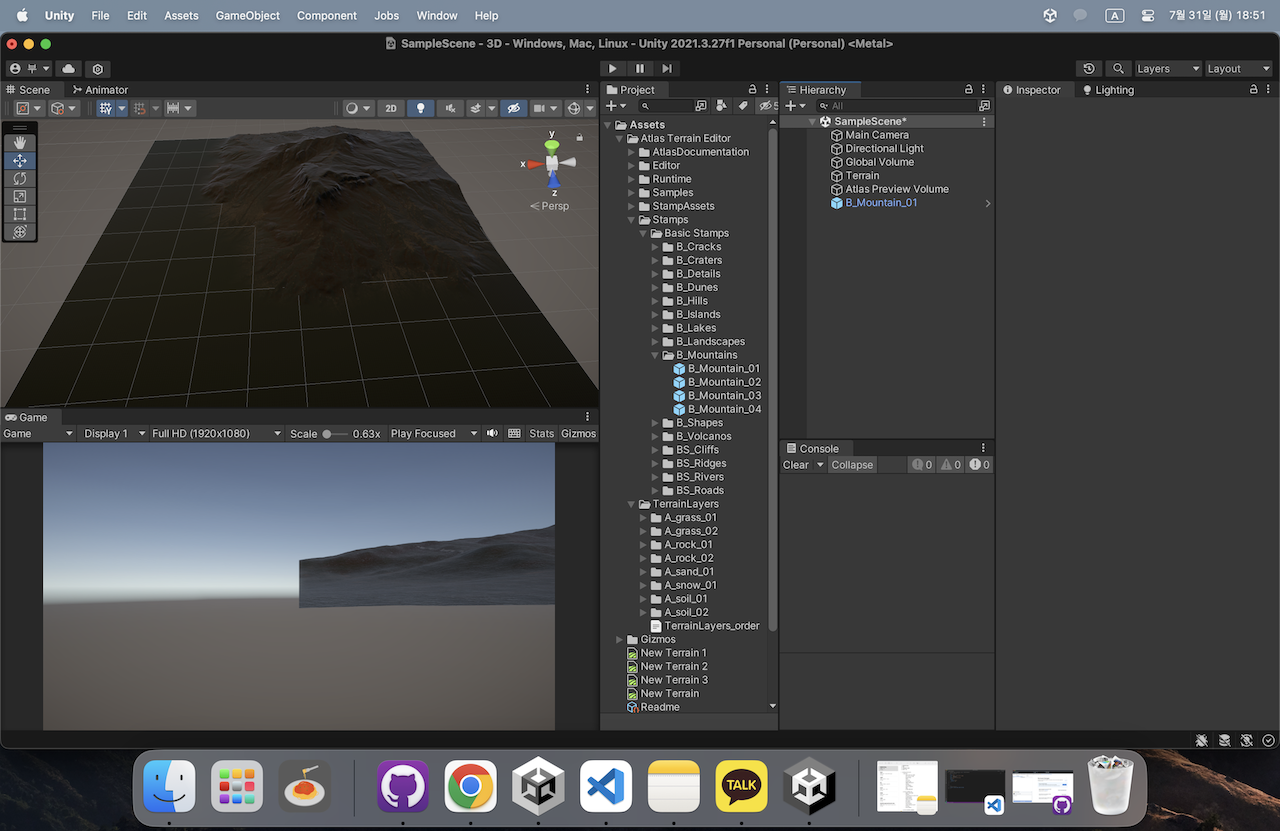 Unity File Edit Assets GameObject Component Jobs Window Help A 7월 31일 (월) 18:51
SampleScene - 3D - Windows, Mac, Linux - Unity 2021.3.27f1 Personal (Personal) <Metal>
Layers Layout
Scene Animator
2D
y
x
z
Persp
Game
Game Display 1 Full HD (1920x1080) Scale 0.63x Play Focused Stats Gizmos
Project
5
Assets
Atlas Terrain Editor
AtlasDocumentation
Editor
Runtime
Samples
StampAssets
Stamps
Basic Stamps
B_Cracks
B_Craters
B_Details
B_Dunes
B_Hills
B_Islands
B_Lakes
B_Landscapes
B_Mountains
B_Mountain_01
B_Mountain_02
B_Mountain_03
B_Mountain_04
B_Shapes
B_Volcanos
BS_Cliffs
BS_Ridges
BS_Rivers
BS_Roads
TerrainLayers
A_grass_01
A_grass_02
A_rock_01
A_rock_02
A_sand_01
A_snow_01
A_soil_01
A_soil_02
TerrainLayers_order
Gizmos
New Terrain 1
New Terrain 2
New Terrain 3
New Terrain
Readme
Hierarchy
All
SampleScene*
Main Camera
Directional Light
Global Volume
Terrain
Atlas Preview Volume
B_Mountain_01
Console
Clear Collapse 0 0 0
Inspector Lighting
TALK